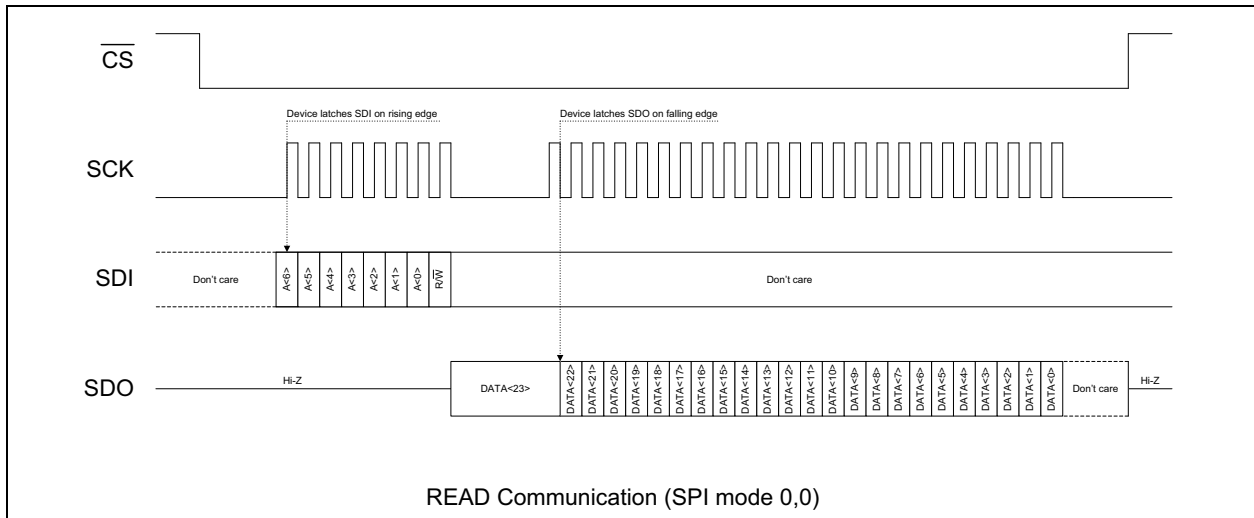 CS
Device latches SDI on rising edge
Device latches SDO on falling edge
SCK
SDI
Don't care
A<6>
A<5>
A<4>
A<3>
A<2>
A<1>
A<0>
R/W
Don't care
SDO
Hi-Z
DATA<23>
DATA<22>
DATA<21>
DATA<20>
DATA<19>
DATA<18>
DATA<17>
DATA<16>
DATA<15>
DATA<14>
DATA<13>
DATA<12>
DATA<11>
DATA<10>
DATA<9>
DATA<8>
DATA<7>
DATA<6>
DATA<5>
DATA<4>
DATA<3>
DATA<2>
DATA<1>
DATA<0>
Don't care
Hi-Z
READ Communication (SPI mode 0,0)